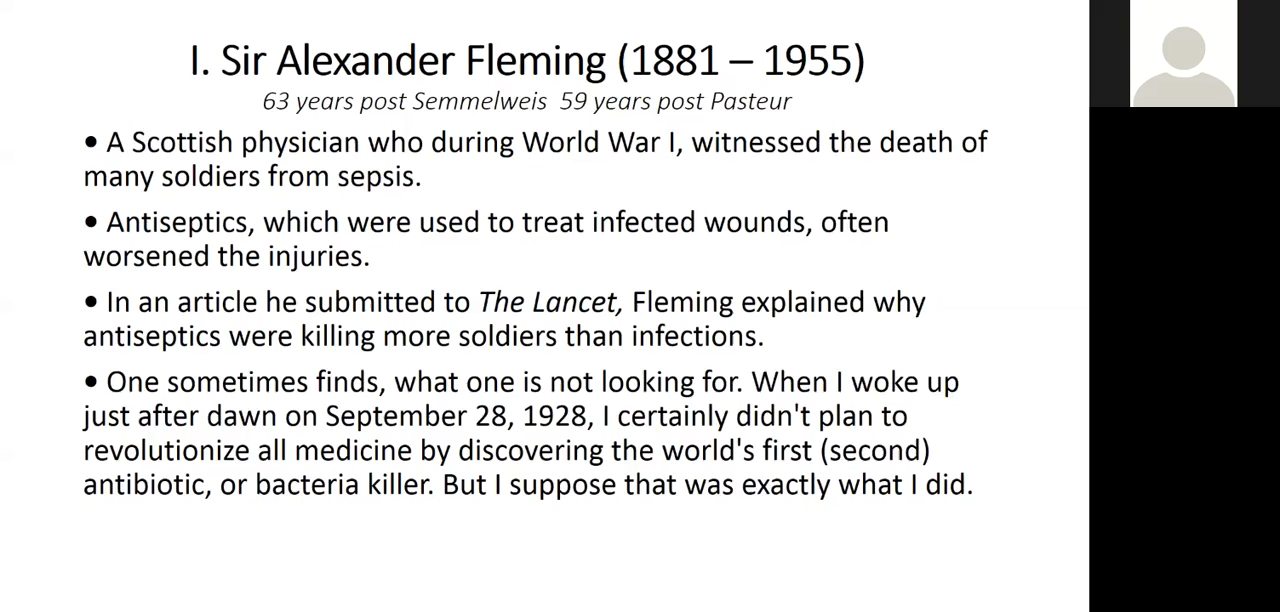 I. Sir Alexander Fleming (1881 – 1955)
63 years post Semmelweis  59 years post Pasteur
• A Scottish physician who during World War I, witnessed the death of
many soldiers from sepsis.
• Antiseptics, which were used to treat infected wounds, often
worsened the injuries.
• In an article he submitted to The Lancet, Fleming explained why
antiseptics were killing more soldiers than infections.
• One sometimes finds, what one is not looking for. When I woke up
just after dawn on September 28, 1928, I certainly didn't plan to
revolutionize all medicine by discovering the world's first (second)
antibiotic, or bacteria killer. But I suppose that was exactly what I did.